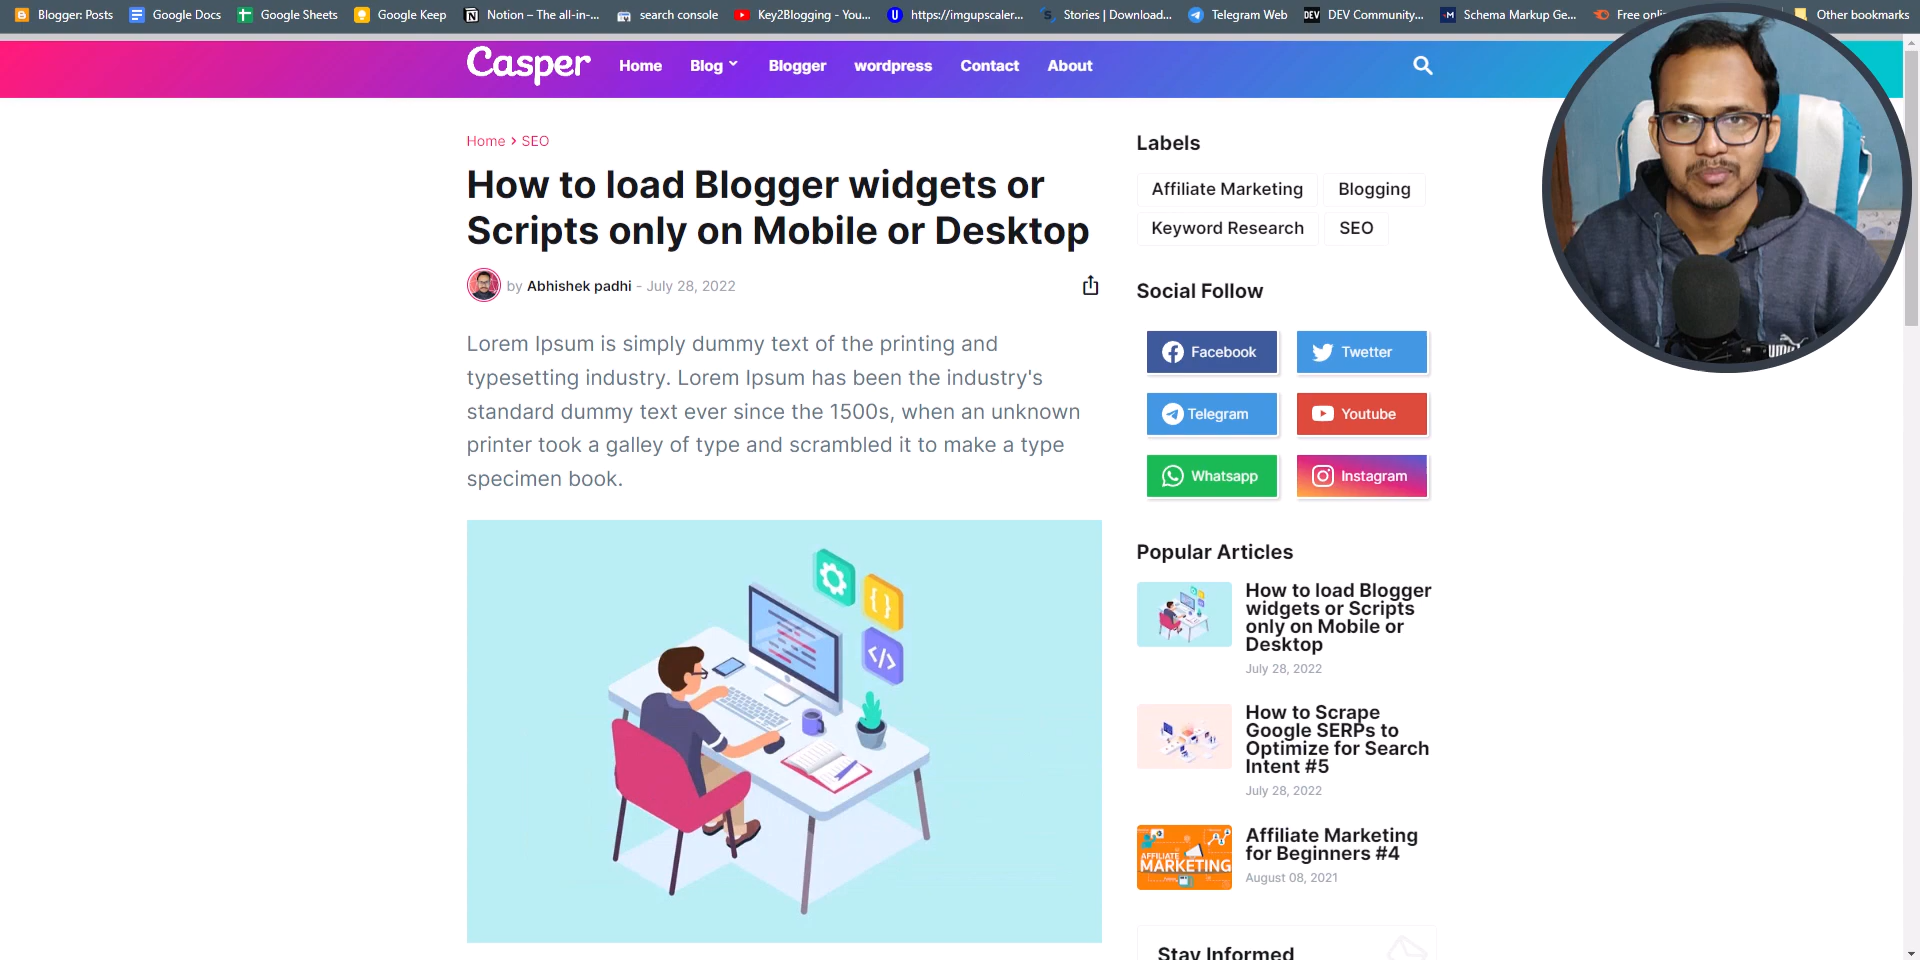 Blogger: Posts
Google Docs
Google Sheets
Google Keep
Notion – The all-in-...
search console
Key2Blogging - You...
https://imgupscaler...
Stories | Download...
Telegram Web
DEV Community...
Schema Markup Ge...
Free onli
Other bookmarks
Casper
Home
Blog
Blogger
wordpress
Contact
About
Home > SEO
How to load Blogger widgets or
Scripts only on Mobile or Desktop
by Abhishek padhi - July 28, 2022
Lorem Ipsum is simply dummy text of the printing and
typesetting industry. Lorem Ipsum has been the industry's
standard dummy text ever since the 1500s, when an unknown
printer took a galley of type and scrambled it to make a type
specimen book.
Labels
Affiliate Marketing
Blogging
Keyword Research
SEO
Social Follow
Facebook
Twetter
Telegram
Youtube
Whatsapp
Instagram
Popular Articles
How to load Blogger
widgets or Scripts
only on Mobile or
Desktop
July 28, 2022
How to Scrape
Google SERPs to
Optimize for Search
Intent #5
July 28, 2022
AFFILIATE
MARKETING
Affiliate Marketing
for Beginners #4
August 08, 2021
Stay Informed